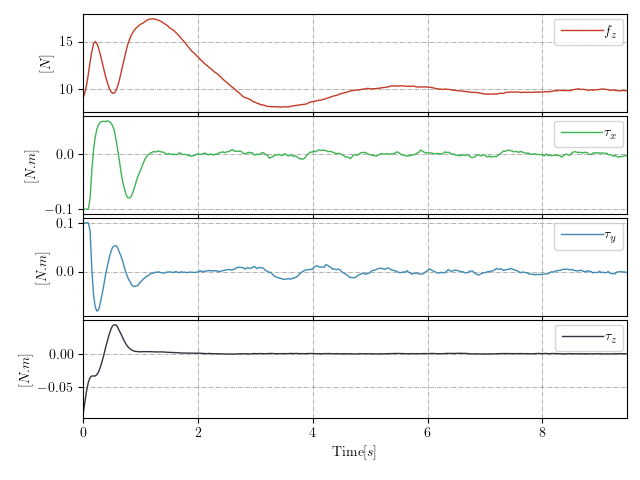 [N]
15
10
f_z
[N.m]
0.0
−0.1
τ_x
[N.m]
0.1
0.0
τ_y
[N.m]
0.00
−0.05
τ_z
0 2 4 6 8
Time[s]